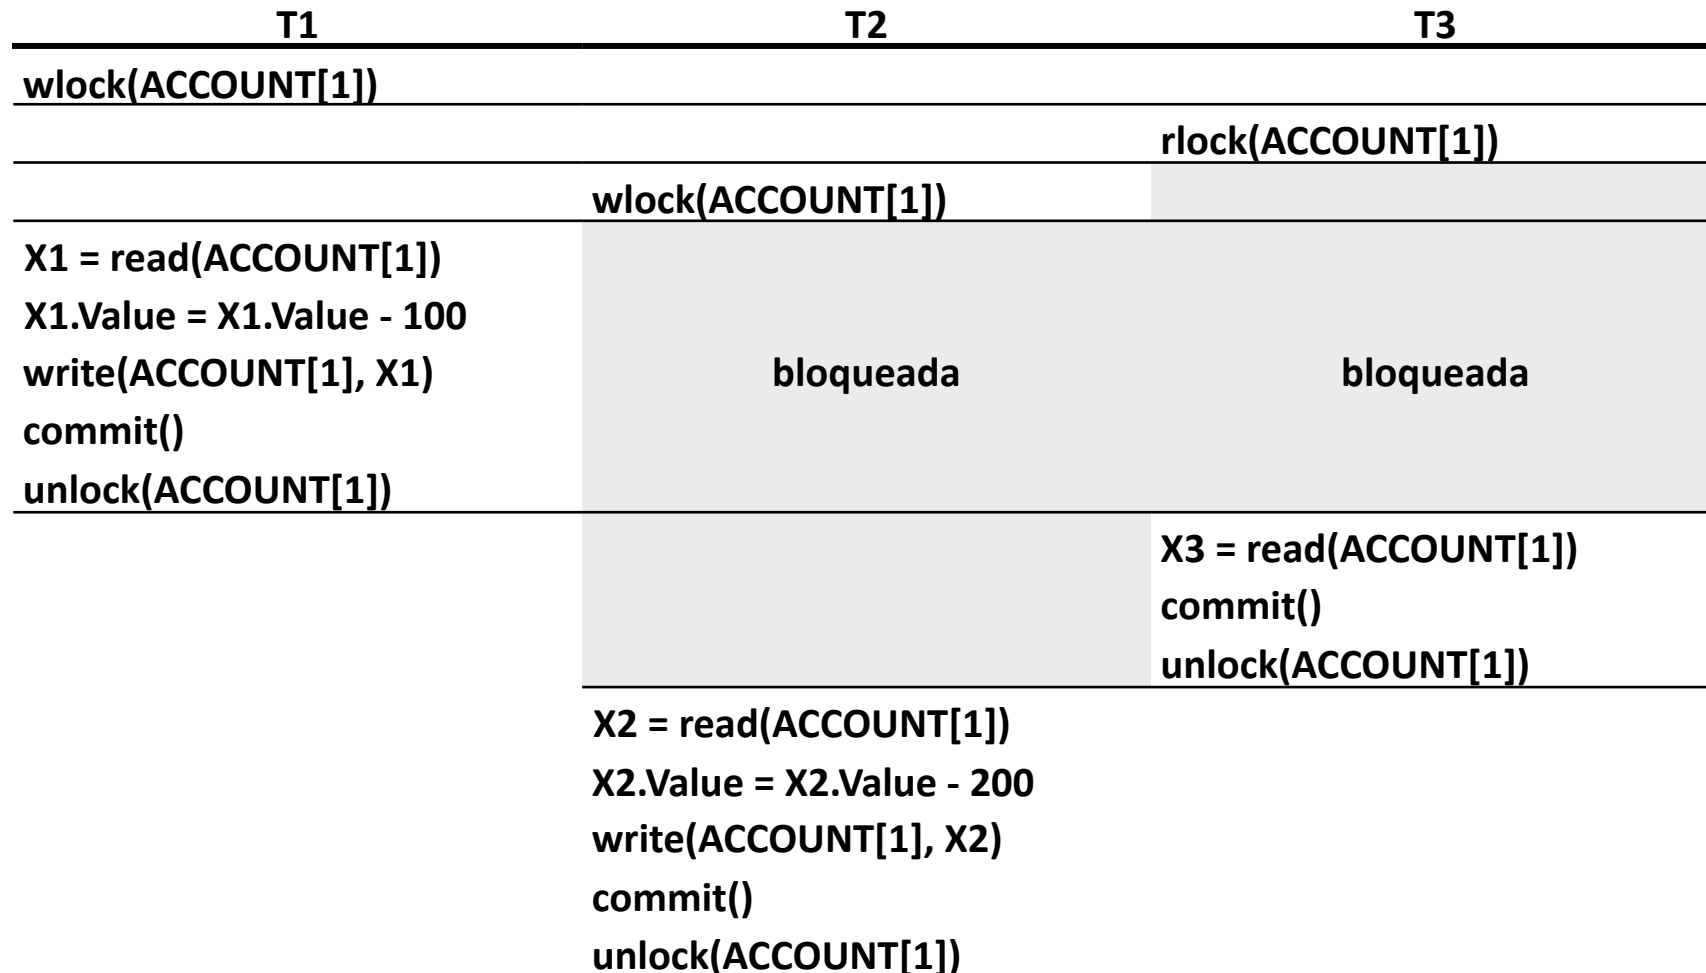 T1 T2 T3
wlock(ACCOUNT[1])
rlock(ACCOUNT[1])
wlock(ACCOUNT[1])
X1 = read(ACCOUNT[1])
X1.Value = X1.Value - 100
write(ACCOUNT[1], X1)
commit()
unlock(ACCOUNT[1])
bloqueada
bloqueada
X3 = read(ACCOUNT[1])
commit()
unlock(ACCOUNT[1])
X2 = read(ACCOUNT[1])
X2.Value = X2.Value - 200
write(ACCOUNT[1], X2)
commit()
unlock(ACCOUNT[1])